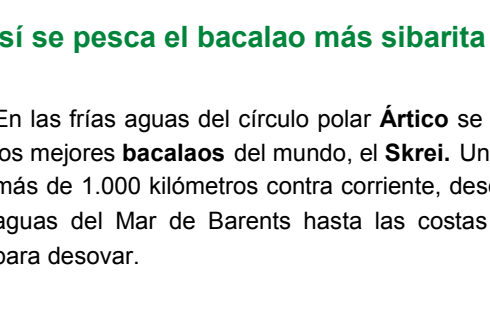 sí se pesca el bacalao más sibarita
En las frías aguas del círculo polar Ártico se
los mejores bacalaos del mundo, el Skrei. Un
más de 1.000 kilómetros contra corriente, des
aguas del Mar de Barents hasta las costas
para desovar.